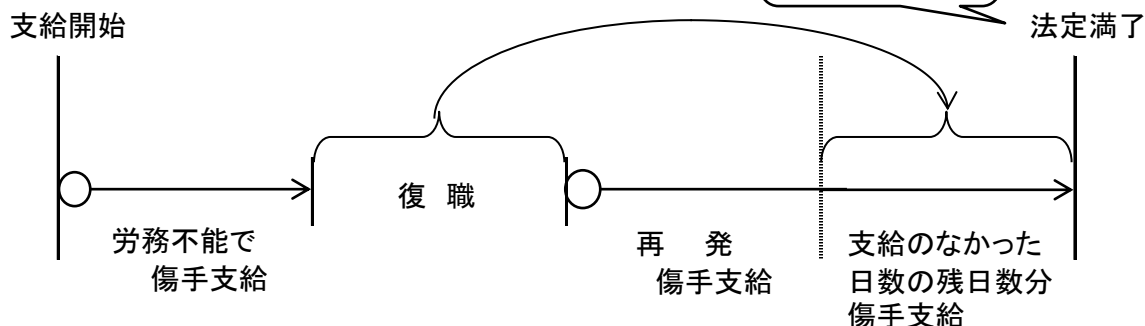 支給開始
法定満了
復 職
労務不能で
傷手支給
再 発
傷手支給
支給のなかった
日数の残日数分
傷手支給